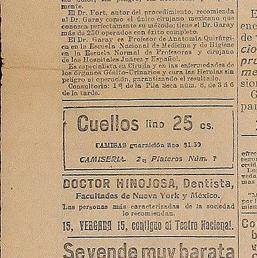 El Dr. Fort, autor del procedimiento, recomienda
al Dr. Garay como el único cirujano mexicano que
conozca perfectamente su método; tiene el Dr. Garay
más de 250 operados con éxito completo.
El Dr. Garay es Profesor de Anatomía Quirúrgi-
ca en la Escuela Nacional de Medicina y de Higiene
en la Escuela Normal de Profesores y cirujano
de los Hospitales Juárez y Español.
Es especialista en Cirujía y en las enfermedades de
los órganos Génito-Urinarios y cura las Hernias sin
peligro al operación, garantizando el resultado.
Consultorio: 1ª de la Pila Seca núm. 6, de 3 á 6
de la tarde.
Cuellos lino 25 cs.
CAMISAS guarnición lino $1.50
CAMISERIA. 2ª Plateros Núm.
DOCTOR HINOJOSA, Dentista,
Facultades de Nueva York y México.
Las personas más caracterizadas de la sociedad
lo recomiendan.
15, VERGARA 15, contiguo al Teatro Nacional.
Se vende muy barata